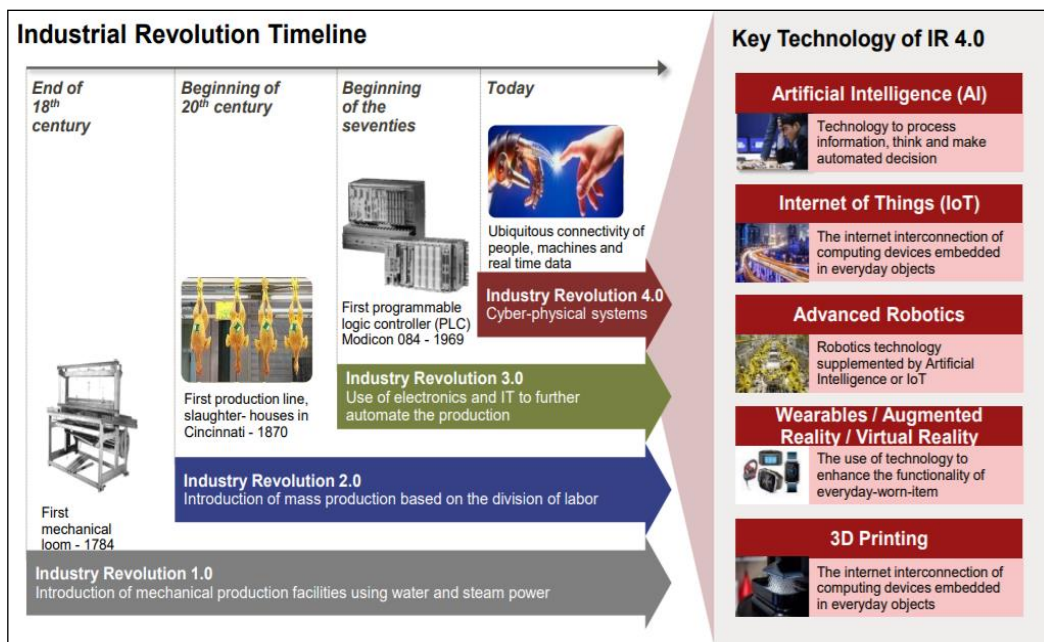 Industrial Revolution Timeline
End of
18th
century
Beginning of
20th century
Beginning
of the
seventies
Today
Ubiquitous connectivity of
people, machines and
real time data
Industry Revolution 4.0
Cyber-physical systems
First programmable
logic controller (PLC)
Modicon 084 - 1969
Industry Revolution 3.0
Use of electronics and IT to further
automate the production
First production line,
slaughter- houses in
Cincinnati - 1870
Industry Revolution 2.0
Introduction of mass production based on the division of labor
First
mechanical
loom - 1784
Industry Revolution 1.0
Introduction of mechanical production facilities using water and steam power
Key Technology of IR 4.0
Artificial Intelligence (AI)
Technology to process
information, think and make
automated decision
Internet of Things (IoT)
The internet interconnection of
computing devices embedded
in everyday objects
Advanced Robotics
Robotics technology
supplemented by Artificial
Intelligence or IoT
Wearables / Augmented
Reality / Virtual Reality
The use of technology to
enhance the functionality of
everyday-worn-item
3D Printing
The internet interconnection of
computing devices embedded
in everyday objects